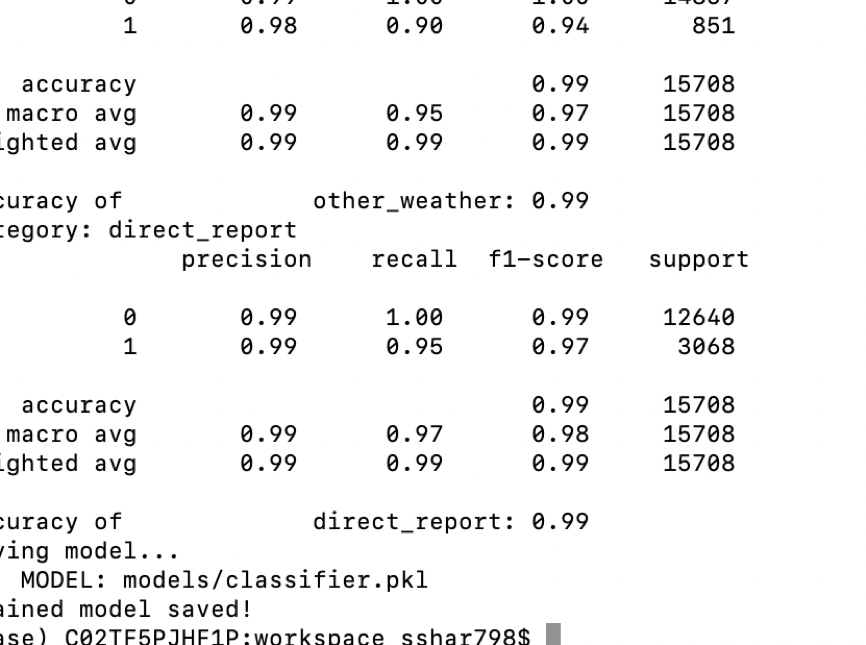 1 0.98 0.90 0.94 851
accuracy 0.99 15708
macro avg 0.99 0.95 0.97 15708
ighted avg 0.99 0.99 0.99 15708
curacy of other_weather: 0.99
tegory: direct_report
precision recall f1-score support
0 0.99 1.00 0.99 12640
1 0.99 0.95 0.97 3068
accuracy 0.99 15708
macro avg 0.99 0.97 0.98 15708
ighted avg 0.99 0.99 0.99 15708
curacy of direct_report: 0.99
ving model...
MODEL: models/classifier.pkl
ained model saved!
ase) C02TF5PJHF1P:workspace sshar798$